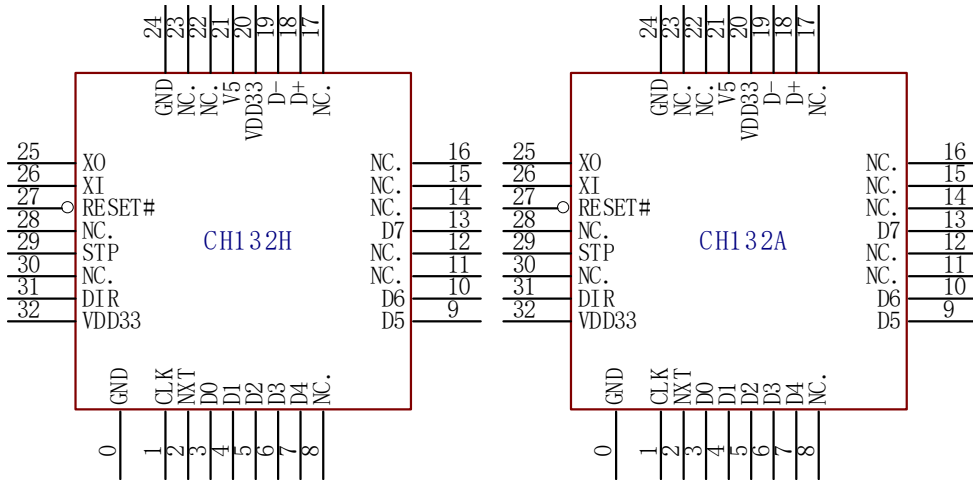 24 23 22 21 20 19 18 17
GND NC. NC. V5 VDD33 D- D+ NC.
25 XO
26 XI
27 RESET#
28 NC.
29 STP
30 NC.
31 DIR
32 VDD33
CH132H
NC. 16
NC. 15
NC. 14
D7 13
NC. 12
NC. 11
D6 10
D5 9
GND CLK NXT D0 D1 D2 D3 D4 NC.
0 1 2 3 4 5 6 7 8
24 23 22 21 20 19 18 17
GND NC. NC. V5 VDD33 D- D+ NC.
25 XO
26 XI
27 RESET#
28 NC.
29 STP
30 NC.
31 DIR
32 VDD33
CH132A
NC. 16
NC. 15
NC. 14
D7 13
NC. 12
NC. 11
D6 10
D5 9
GND CLK NXT D0 D1 D2 D3 D4 NC.
0 1 2 3 4 5 6 7 8